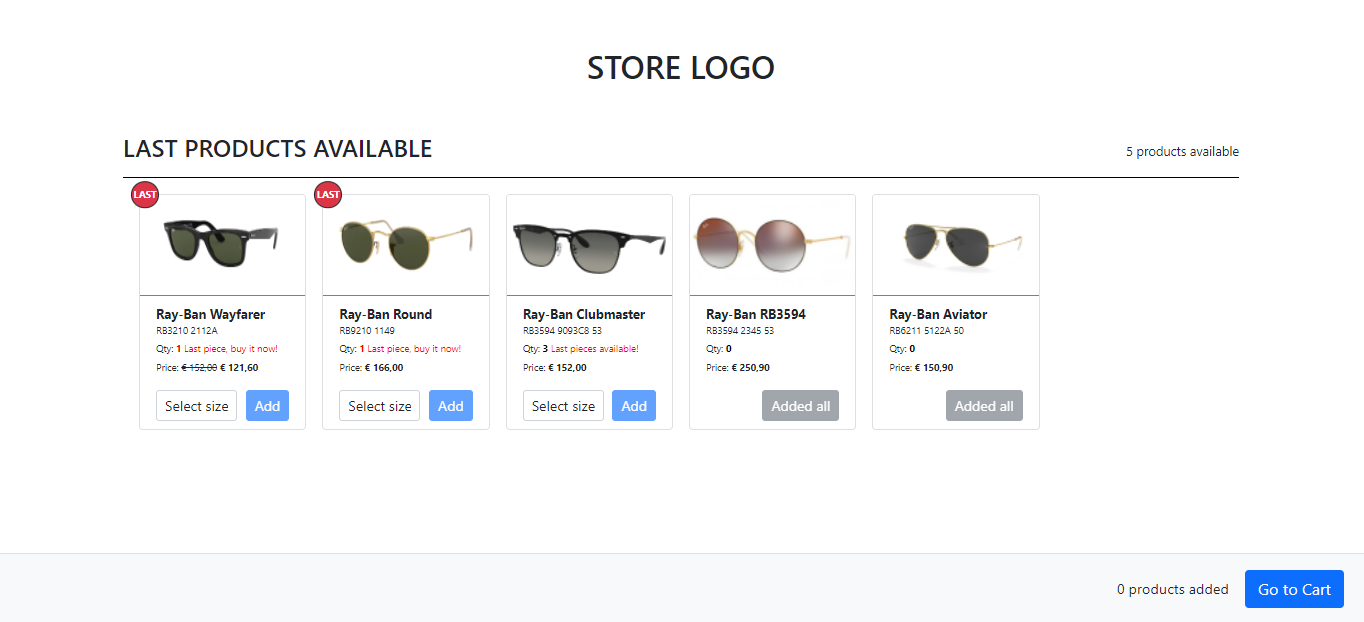 STORE LOGO
LAST PRODUCTS AVAILABLE
5 products available
LAST
Ray-Ban Wayfarer
RB3210 2112A
Qty: 1 Last piece, buy it now!
Price: € 152,00 € 121,60
Select size Add
LAST
Ray-Ban Round
RB9210 1149
Qty: 1 Last piece, buy it now!
Price: € 166,00
Select size Add
Ray-Ban Clubmaster
RB3594 9093C8 53
Qty: 3 Last pieces available!
Price: € 152,00
Select size Add
Ray-Ban RB3594
RB3594 2345 53
Qty: 0
Price: € 250,90
Added all
Ray-Ban Aviator
RB6211 5122A 50
Qty: 0
Price: € 150,90
Added all
0 products added
Go to Cart